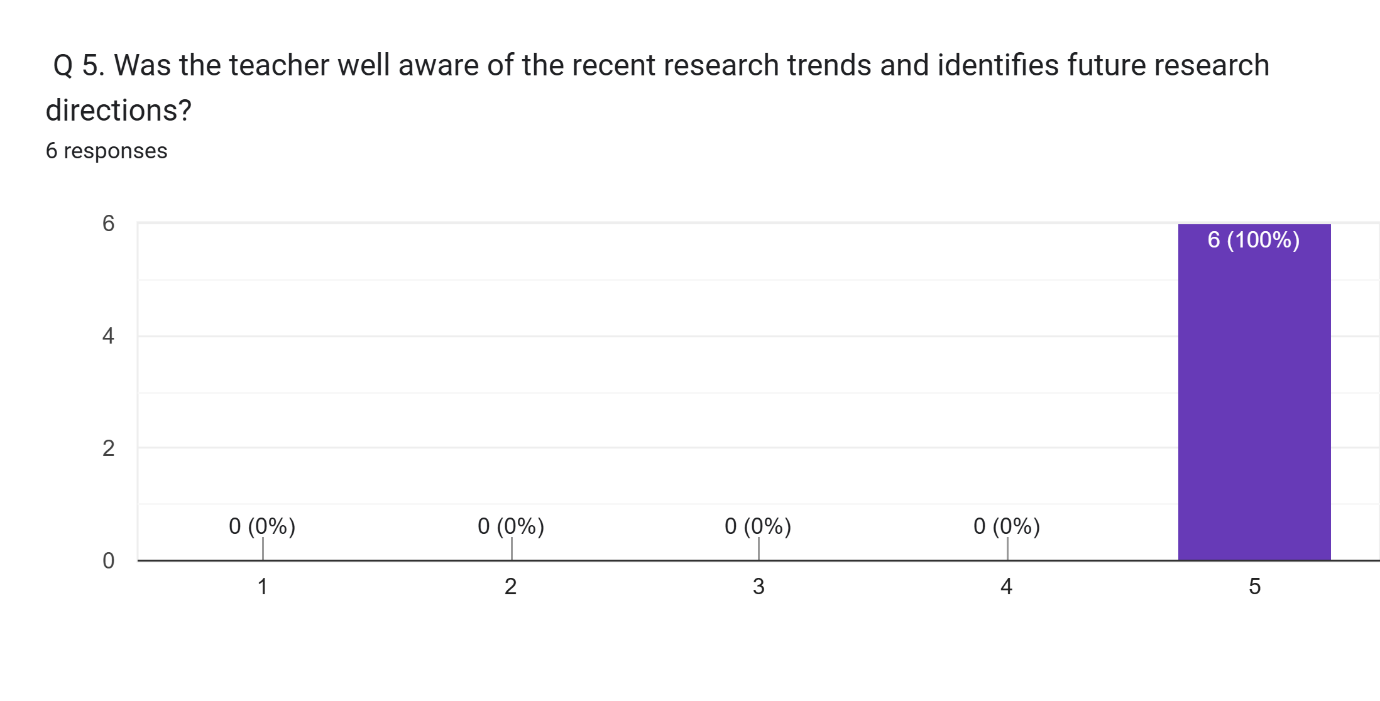 Q 5. Was the teacher well aware of the recent research trends and identifies future research
directions?
6 responses
6
6 (100%)
4
2
0 (0%) 0 (0%) 0 (0%) 0 (0%)
0
1 2 3 4 5